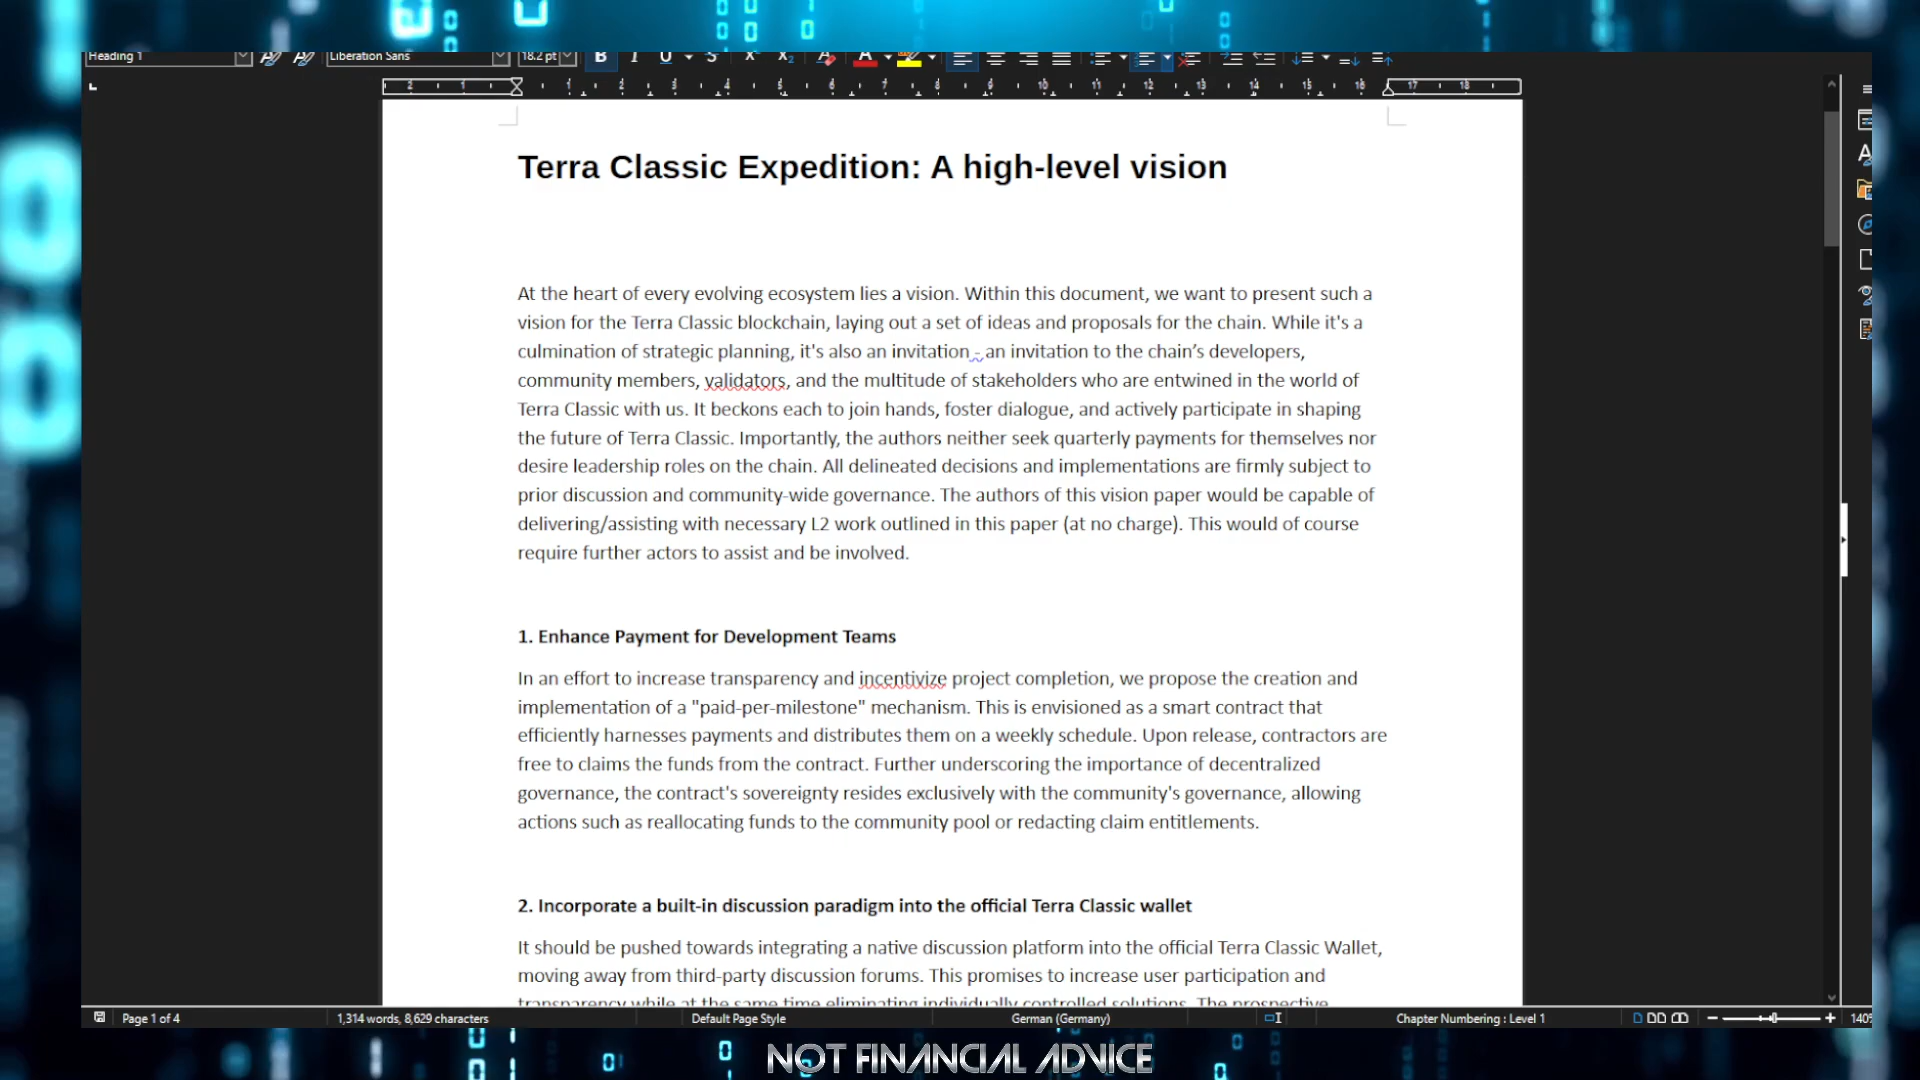 Heading 1
Liberation Sans
18.2 pt
Terra Classic Expedition: A high-level vision
At the heart of every evolving ecosystem lies a vision. Within this document, we want to present such a
vision for the Terra Classic blockchain, laying out a set of ideas and proposals for the chain. While it's a
culmination of strategic planning, it's also an invitation - an invitation to the chain’s developers,
community members, validators, and the multitude of stakeholders who are entwined in the world of
Terra Classic with us. It beckons each to join hands, foster dialogue, and actively participate in shaping
the future of Terra Classic. Importantly, the authors neither seek quarterly payments for themselves nor
desire leadership roles on the chain. All delineated decisions and implementations are firmly subject to
prior discussion and community-wide governance. The authors of this vision paper would be capable of
delivering/assisting with necessary L2 work outlined in this paper (at no charge). This would of course
require further actors to assist and be involved.
1. Enhance Payment for Development Teams
In an effort to increase transparency and incentivize project completion, we propose the creation and
implementation of a "paid-per-milestone" mechanism. This is envisioned as a smart contract that
efficiently harnesses payments and distributes them on a weekly schedule. Upon release, contractors are
free to claims the funds from the contract. Further underscoring the importance of decentralized
governance, the contract's sovereignty resides exclusively with the community's governance, allowing
actions such as reallocating funds to the community pool or redacting claim entitlements.
2. Incorporate a built-in discussion paradigm into the official Terra Classic wallet
It should be pushed towards integrating a native discussion platform into the official Terra Classic Wallet,
moving away from third-party discussion forums. This promises to increase user participation and
transparency while at the same time eliminating individually controlled solutions. The prospective
Page 1 of 4
1,314 words, 8,629 characters
Default Page Style
German (Germany)
Chapter Numbering : Level 1
140%
NOT FINANCIAL ADVICE